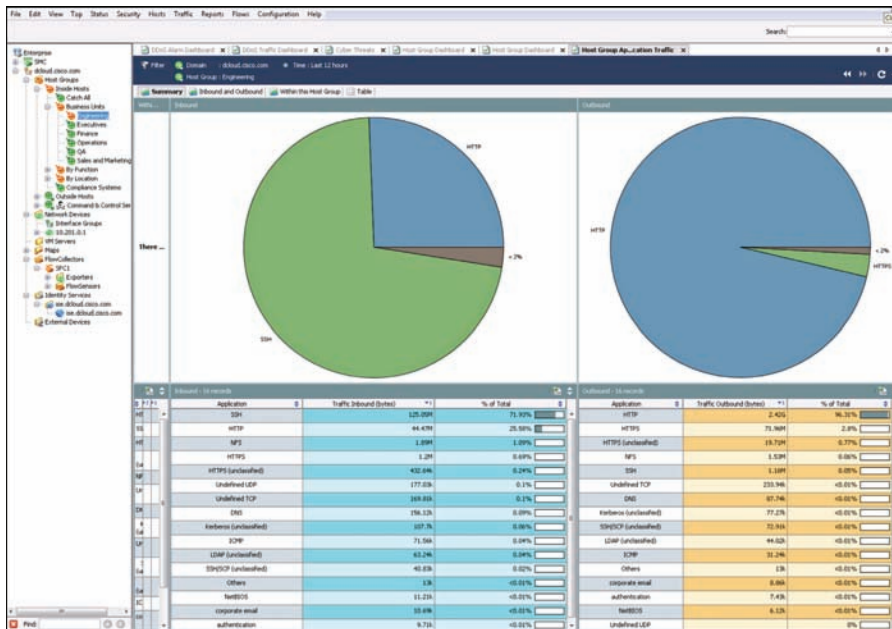 File Edit View Top Status Security Hosts Traffic Reports Flows Configuration Help
Search:
DDoS Alarm Dashboard DDoS Traffic Dashboard Cyber Threats Host Group Dashboard Host Group Dashboard Host Group Ap...cation Traffic
Enterprise
SMC
dcloud.cisco.com
Host Groups
Inside Hosts
Catch All
Business Units
Engineering
Executives
Finance
Operations
QA
Sales and Marketing
By Function
By Location
Compliance Systems
Outside Hosts
Command & Control Ser
Network Devices
Interface Groups
10.201.0.1
VM Servers
Maps
FlowCollectors
SFC1
Exporters
FlowSensors
Identity Services
ise.dcloud.cisco.com
ise.dcloud.cisco.com
External Devices
Find:
Filter Domain : dcloud.cisco.com Time : Last 12 hours
Host Group : Engineering
Summary Inbound and Outbound Within this Host Group Table
Withi... Inbound Outbound
There ...
HTTP
< 2%
SSH
HTTP
< 2%
HTTPS
Inbound - 16 records
Application Traffic Inbound (bytes) % of Total
SSH 125.05M 71.93%
HTTP 44.47M 25.58%
NFS 1.89M 1.09%
HTTPS 1.2M 0.69%
HTTPS (unclassified) 432.64k 0.24%
Undefined UDP 177.03k 0.1%
Undefined TCP 169.91k 0.1%
DNS 156.12k 0.09%
Kerberos (unclassified) 107.7k 0.06%
ICMP 71.56k 0.04%
LDAP (unclassified) 63.24k 0.04%
SSH/SCP (unclassified) 40.83k 0.02%
Others 13k <0.01%
NetBIOS 11.21k <0.01%
corporate email 10.69k <0.01%
authentication 9.71k <0.01%
Outbound - 16 records
Application Traffic Outbound (bytes) % of Total
HTTP 2.42G 96.31%
HTTPS 71.96M 2.8%
HTTPS (unclassified) 19.71M 0.77%
NFS 1.53M 0.06%
SSH 1.16M 0.05%
Undefined TCP 233.94k <0.01%
DNS 87.74k <0.01%
Kerberos (unclassified) 77.27k <0.01%
SSH/SCP (unclassified) 72.91k <0.01%
LDAP (unclassified) 44.02k <0.01%
ICMP 31.24k <0.01%
Others 13k <0.01%
corporate email 8.86k <0.01%
authentication 7.43k <0.01%
NetBIOS 6.12k <0.01%
Undefined UDP 0%